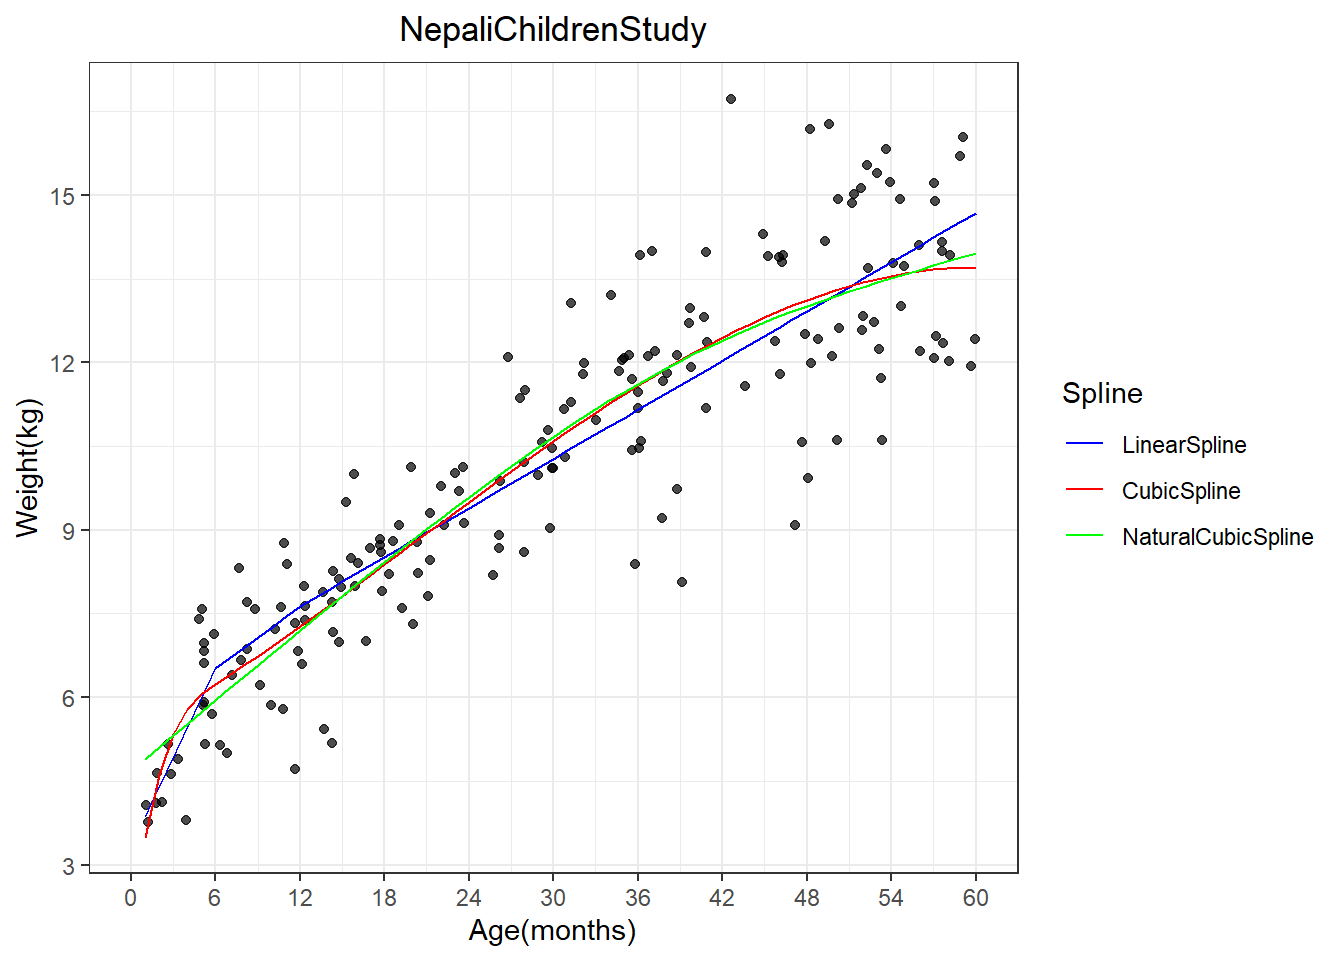 NepaliChildrenStudy
Weight(kg)
15
12
9
6
3
0 6 12 18 24 30 36 42 48 54 60
Age(months)
Spline
LinearSpline
CubicSpline
NaturalCubicSpline